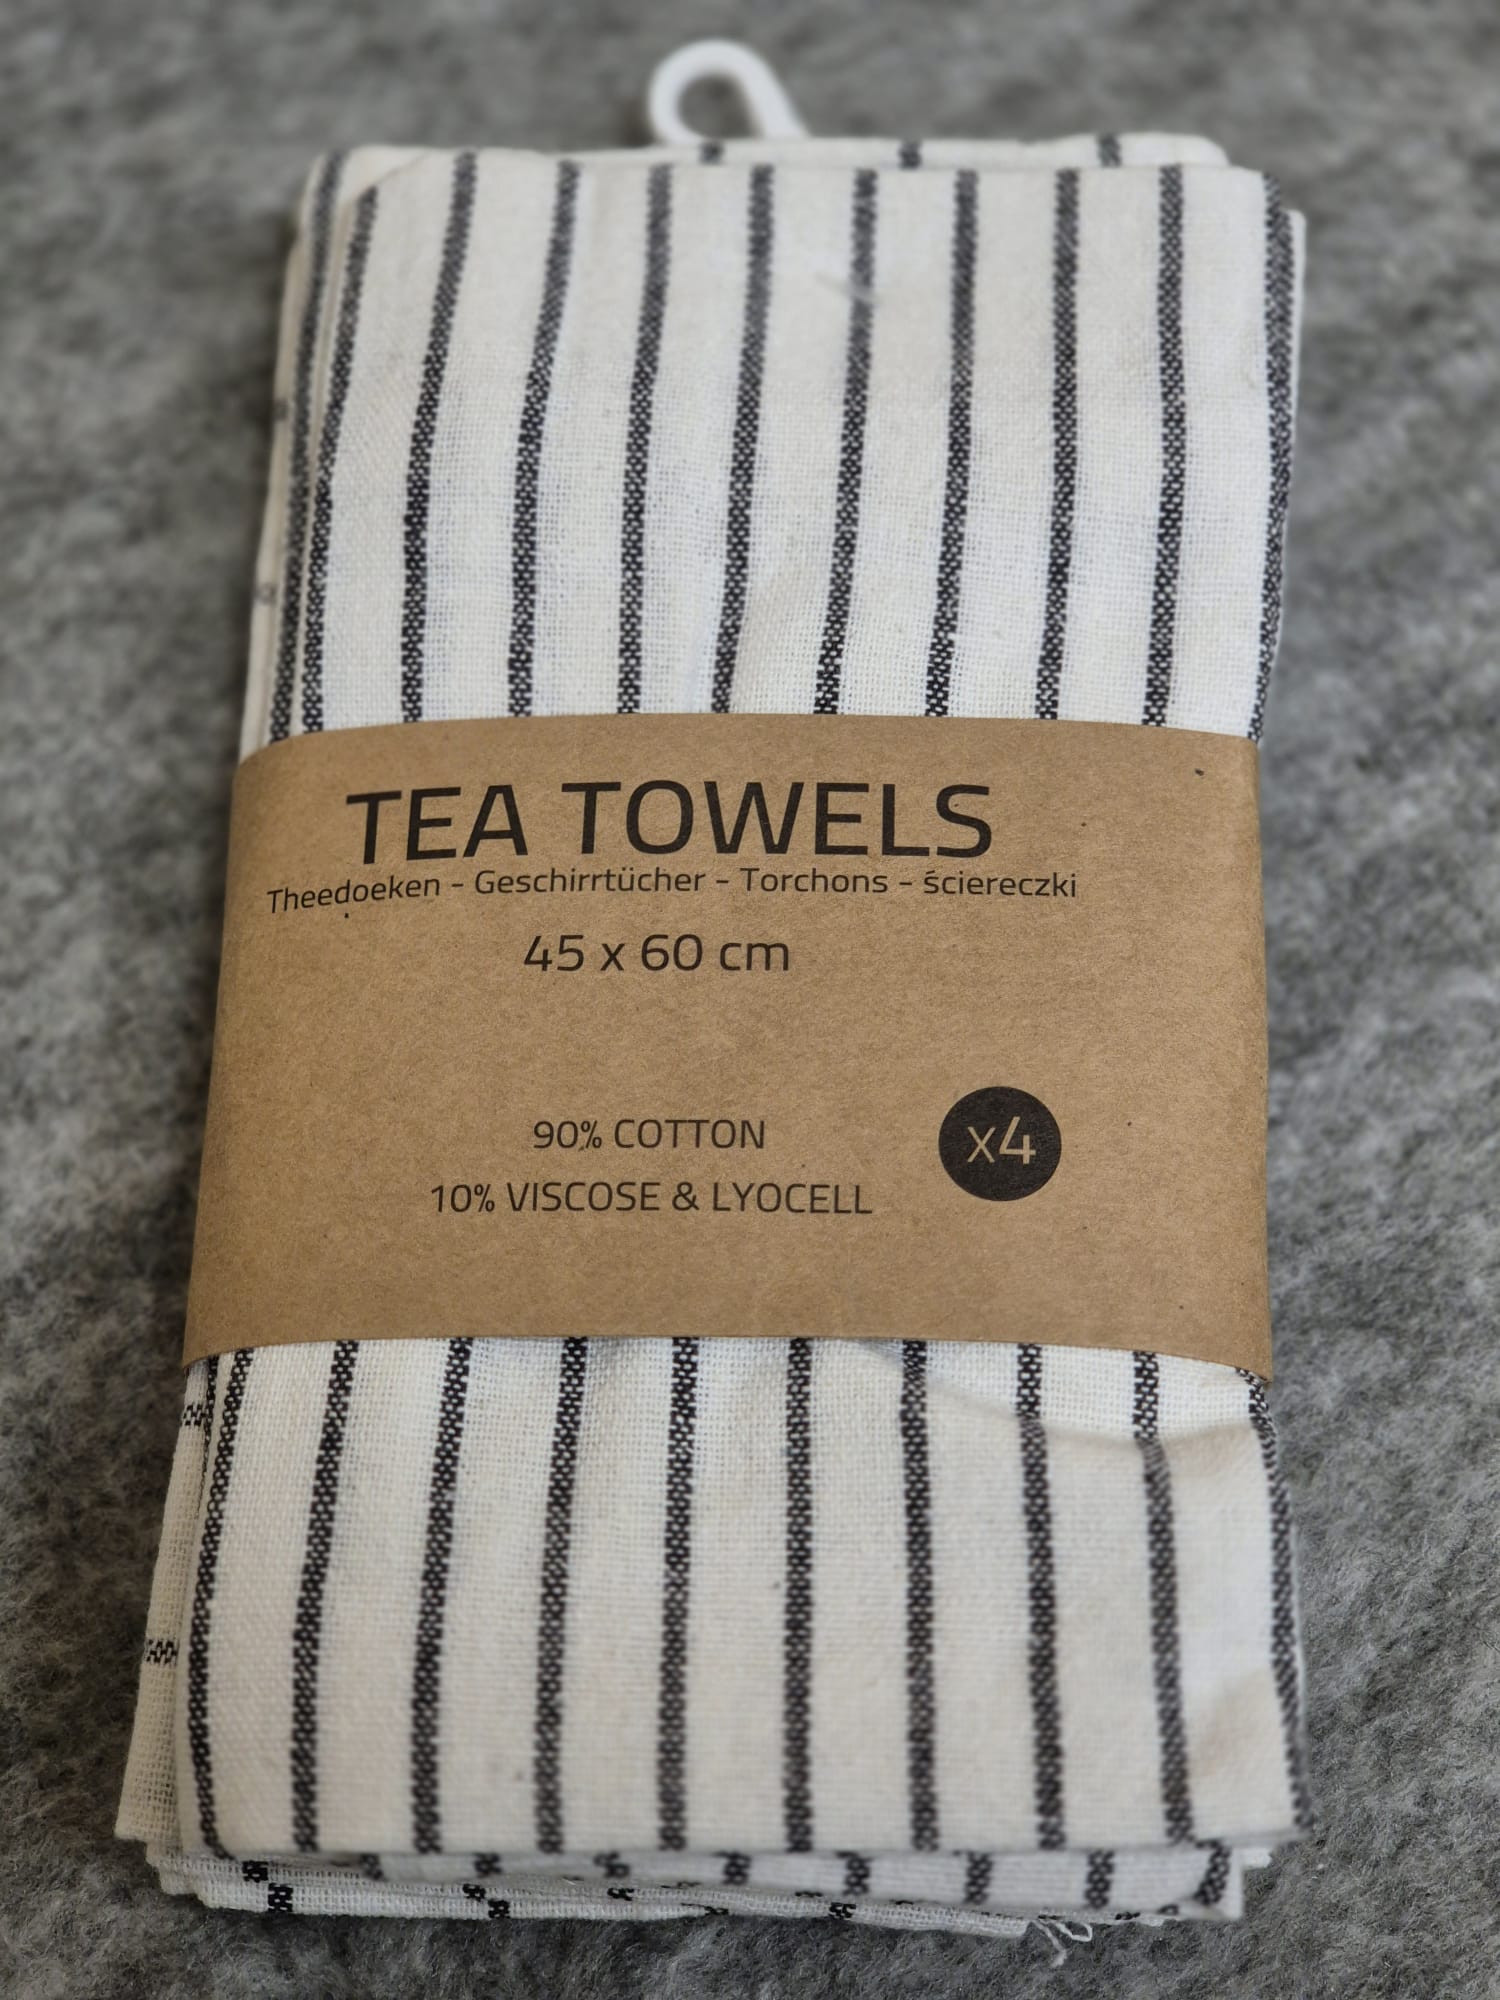 TEA TOWELS
Theedoeken - Geschirrtücher - Torchons - ściereczki
45 x 60 cm
90% COTTON
10% VISCOSE & LYOCELL
x4